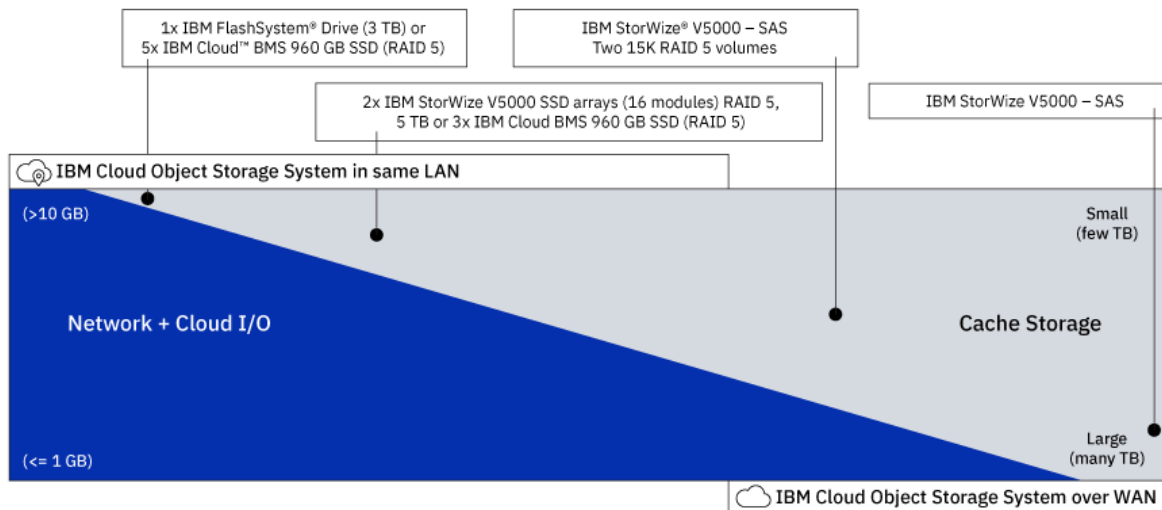 1x IBM FlashSystem® Drive (3 TB) or
5x IBM Cloud™ BMS 960 GB SSD (RAID 5)
IBM StorWize® V5000 – SAS
Two 15K RAID 5 volumes
2x IBM StorWize V5000 SSD arrays (16 modules) RAID 5,
5 TB or 3x IBM Cloud BMS 960 GB SSD (RAID 5)
IBM StorWize V5000 – SAS
IBM Cloud Object Storage System in same LAN
(>10 GB)
Small
(few TB)
Network + Cloud I/O
Cache Storage
(<= 1 GB)
Large
(many TB)
IBM Cloud Object Storage System over WAN